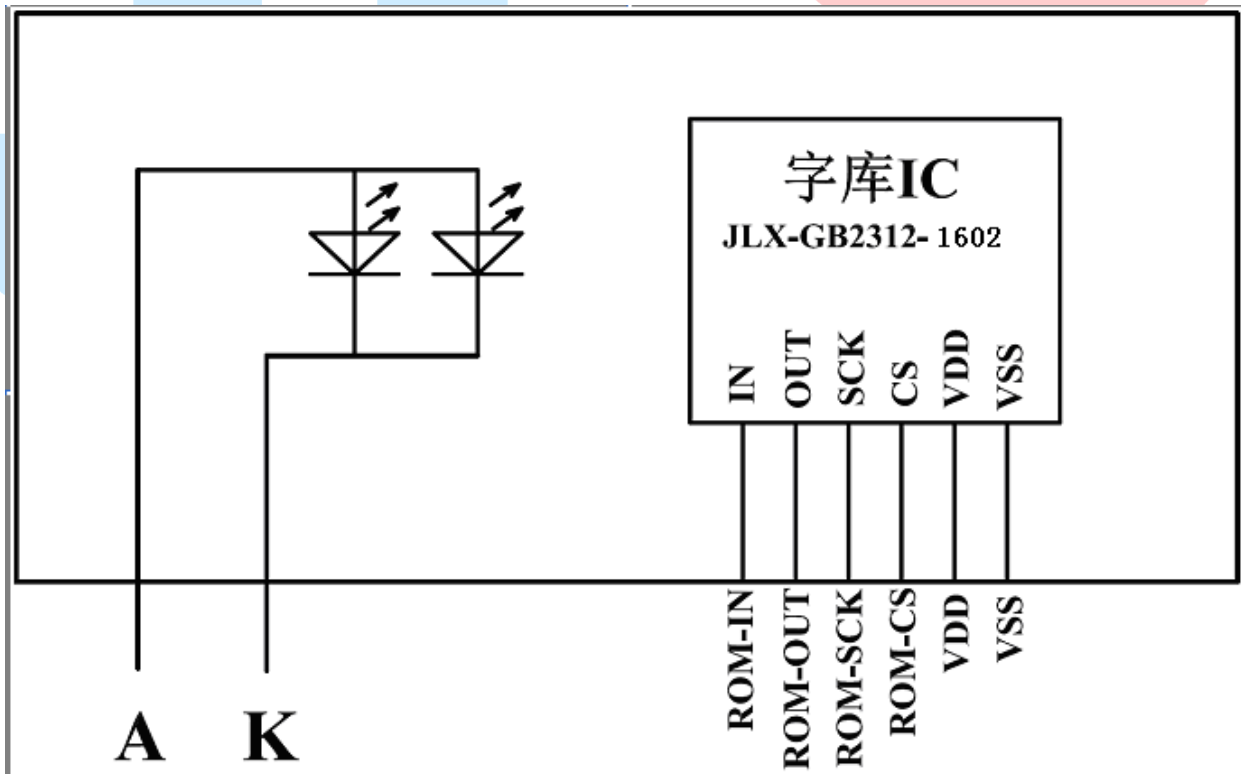 字库IC
JLX-GB2312-1602
IN
OUT
SCK
CS
VDD
VSS
ROM-IN
ROM-OUT
ROM-SCK
ROM-CS
VDD
VSS
A
K